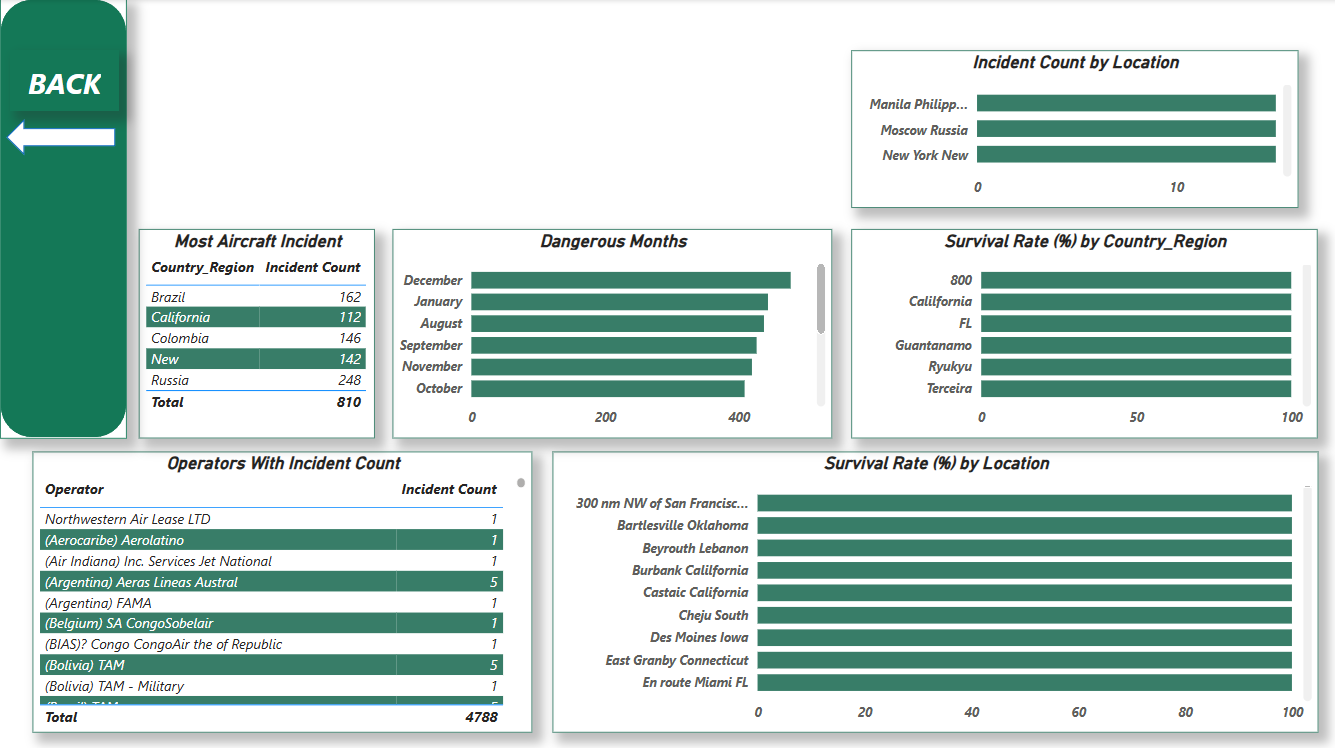 BACK
Incident Count by Location
Manila Philipp...
Moscow Russia
New York New
0 10
Most Aircraft Incident
Country_Region Incident Count
Brazil 162
California 112
Colombia 146
New 142
Russia 248
Total 810
Dangerous Months
December
January
August
September
November
October
0 200 400
Survival Rate (%) by Country_Region
800
Calilfornia
FL
Guantanamo
Ryukyu
Terceira
0 50 100
Operators With Incident Count
Operator Incident Count
Northwestern Air Lease LTD 1
(Aerocaribe) Aerolatino 1
(Air Indiana) Inc. Services Jet National 1
(Argentina) Aeras Lineas Austral 5
(Argentina) FAMA 1
(Belgium) SA CongoSobelair 1
(BIAS)? Congo CongoAir the of Republic 1
(Bolivia) TAM 5
(Bolivia) TAM - Military 1
Total 4788
Survival Rate (%) by Location
300 nm NW of San Francisc...
Bartlesville Oklahoma
Beyrouth Lebanon
Burbank Calilfornia
Castaic California
Cheju South
Des Moines Iowa
East Granby Connecticut
En route Miami FL
0 20 40 60 80 100